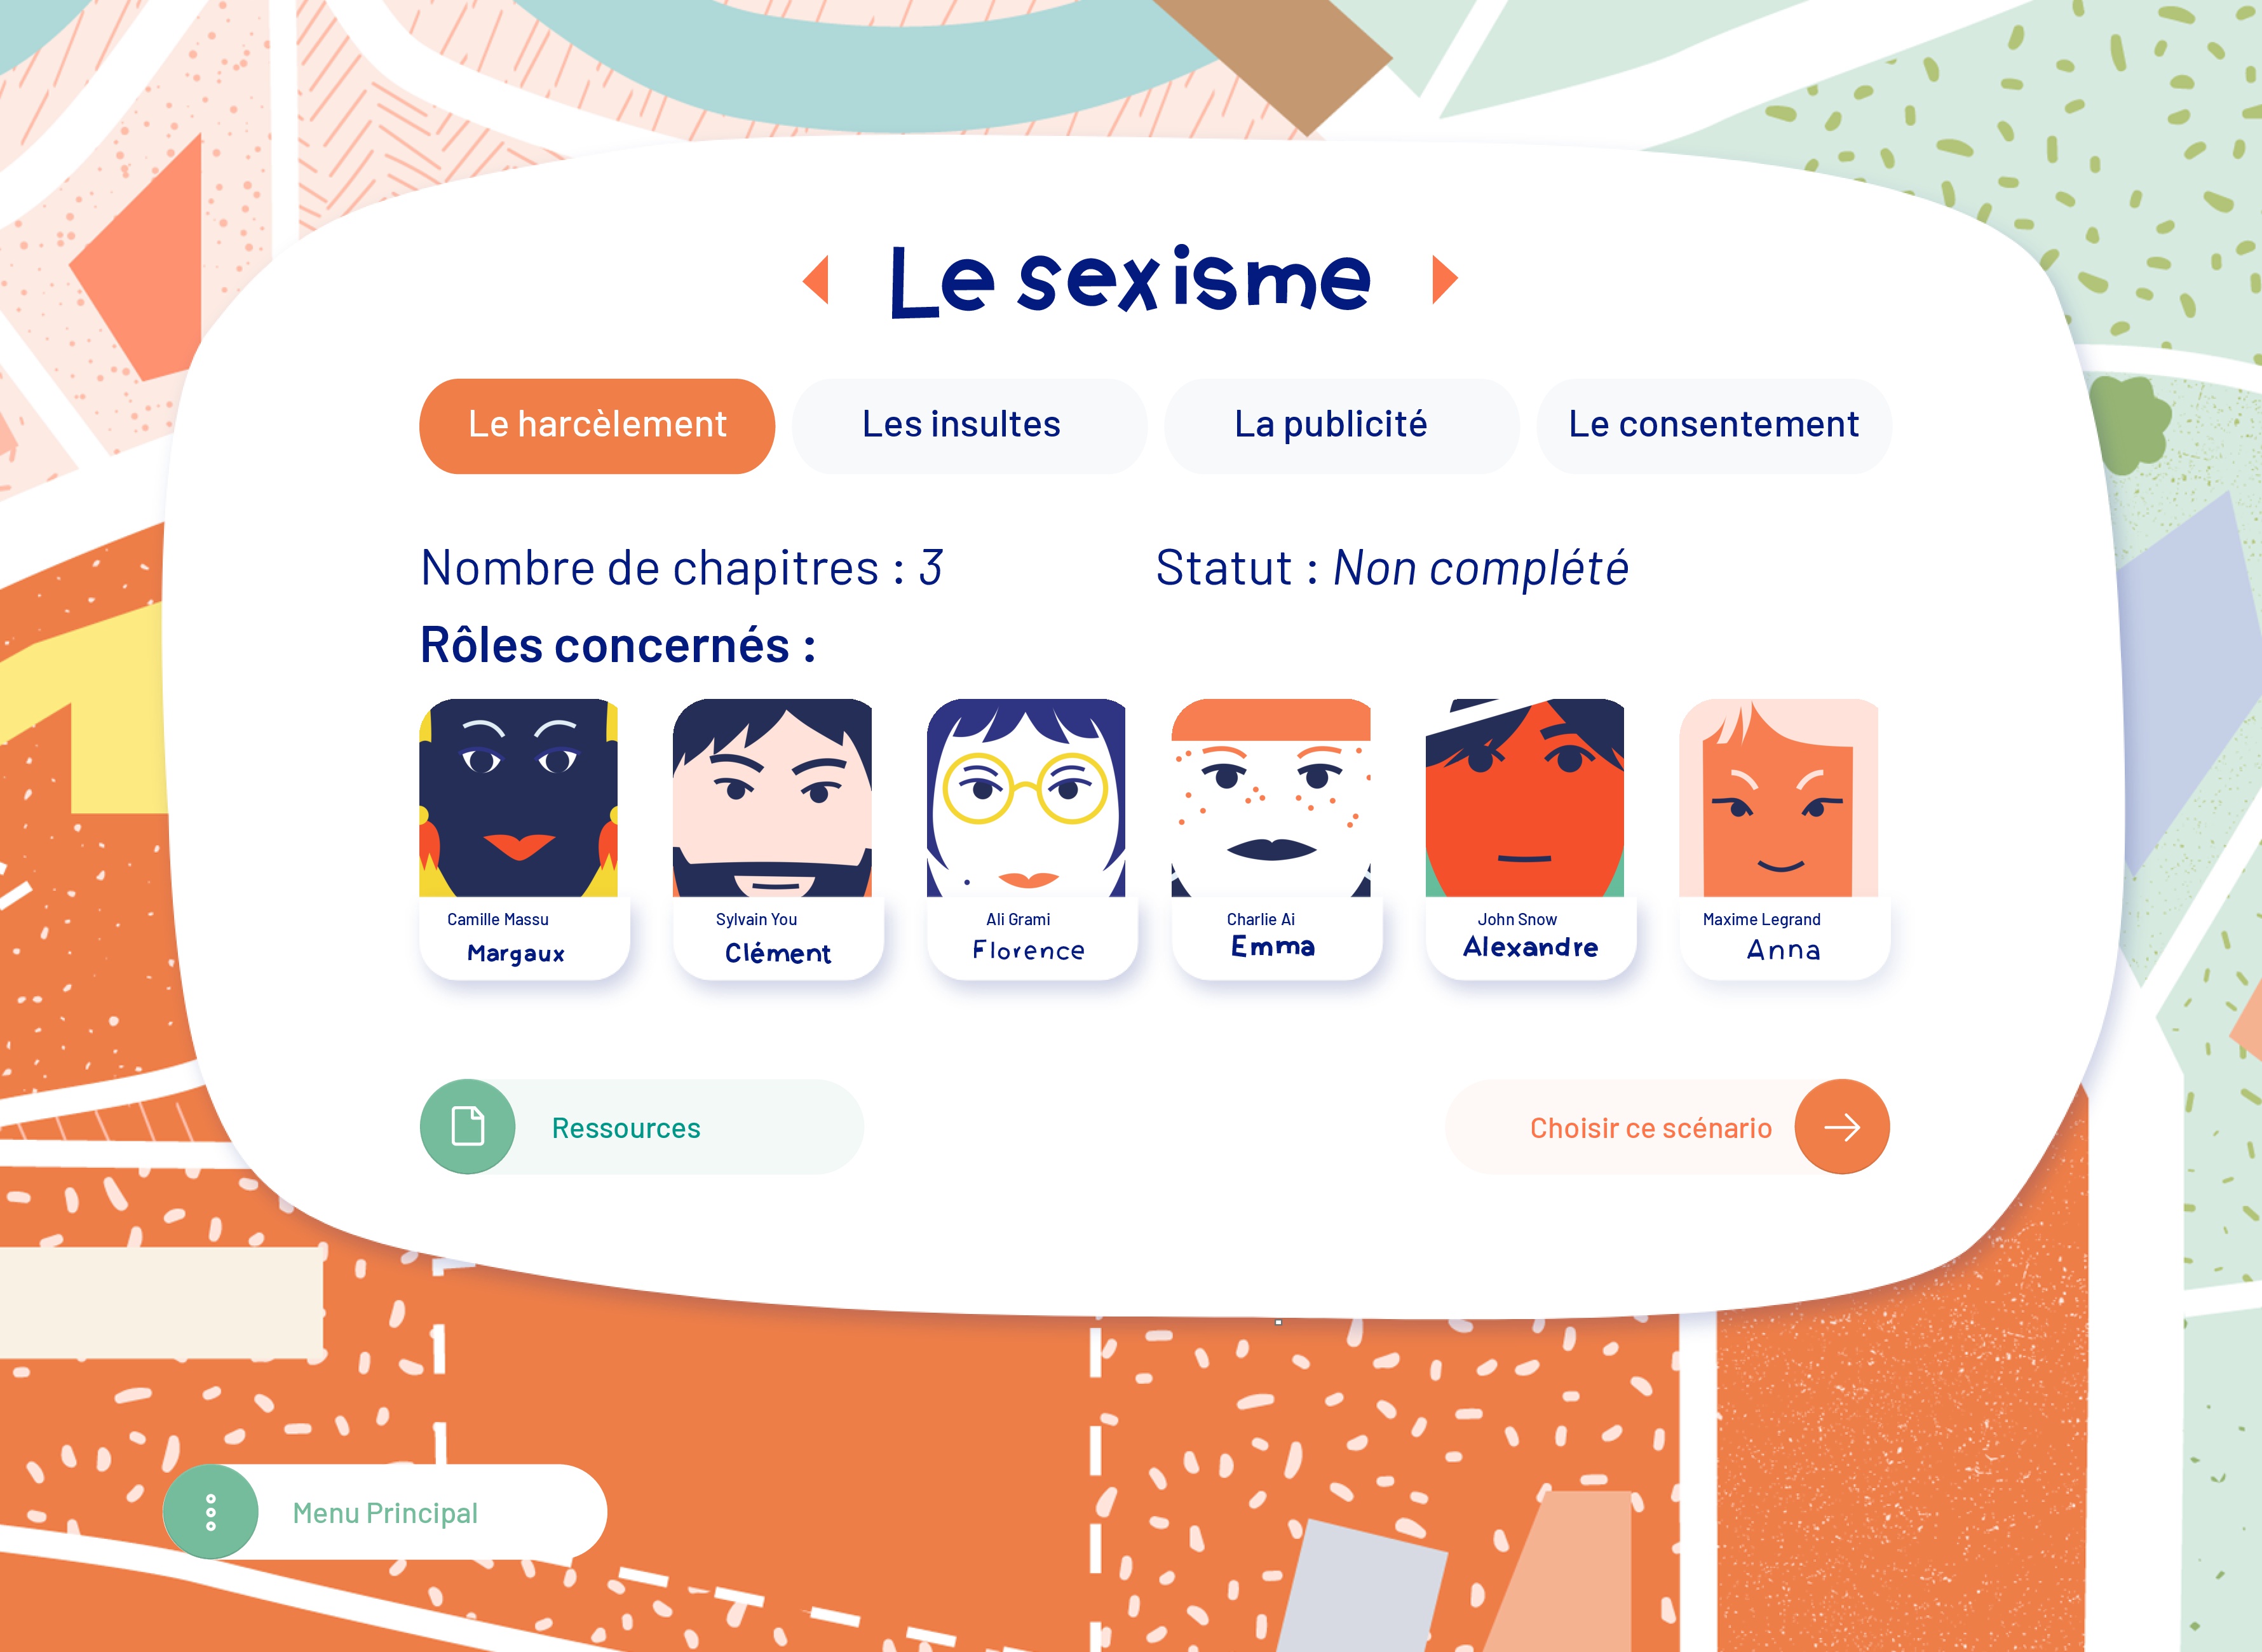 Le sexisme
Le harcèlement
Les insultes
La publicité
Le consentement
Nombre de chapitres : 3
Statut : Non complété
Rôles concernés :
Camille Massu
Margaux
Sylvain You
Clément
Ali Grami
Florence
Charlie Ai
Emma
John Snow
Alexandre
Maxime Legrand
Anna
Ressources
Choisir ce scénario
Menu Principal